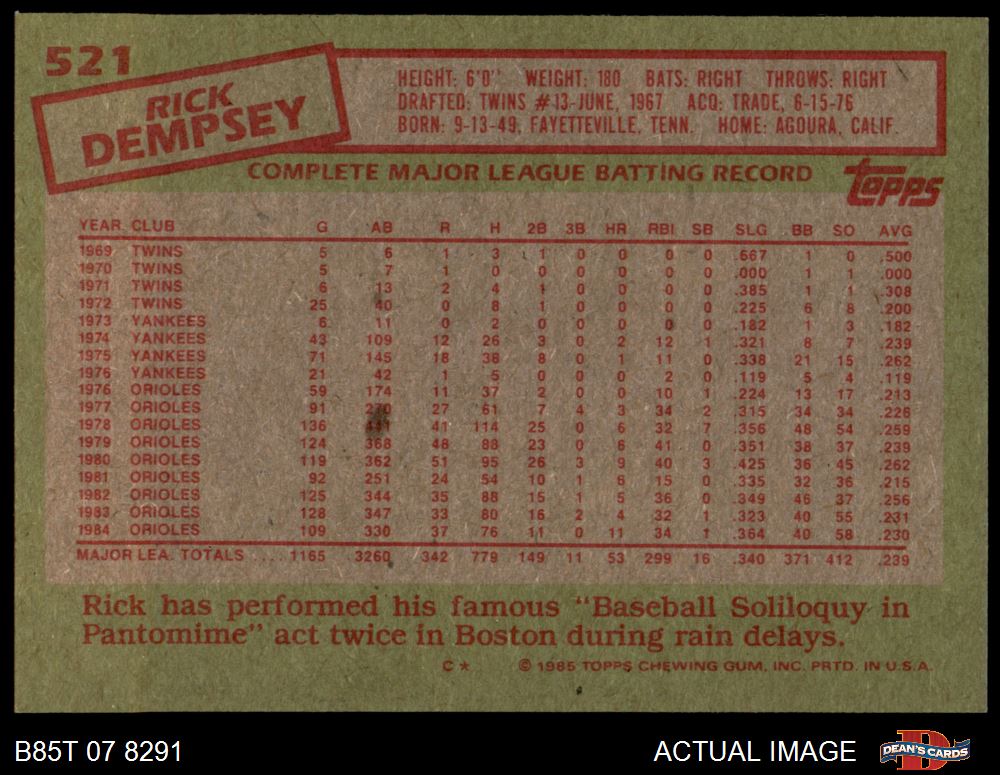 521
RICK
DEMPSEY
HEIGHT: 6'0" WEIGHT: 180 BATS: RIGHT THROWS: RIGHT
DRAFTED: TWINS #13-JUNE, 1967 ACQ: TRADE, 6-15-76
BORN: 9-13-49, FAYETTEVILLE, TENN. HOME: AGOURA, CALIF.
COMPLETE MAJOR LEAGUE BATTING RECORD
Topps
YEAR CLUB G AB R H 2B 3B HR RBI SB SLG BB SO AVG
1969 TWINS 5 6 1 3 1 0 0 0 0 .667 1 0 .500
1970 TWINS 5 7 1 0 0 0 0 0 0 .000 1 1 .000
1971 TWINS 6 13 2 4 1 0 0 0 0 .385 1 1 .308
1972 TWINS 25 40 0 8 1 0 0 0 0 .225 6 8 .200
1973 YANKEES 6 11 0 2 0 0 0 0 0 .182 1 3 .182
1974 YANKEES 43 109 12 26 3 0 2 12 1 .321 8 7 .239
1975 YANKEES 71 145 18 38 8 0 1 11 0 .338 21 15 .262
1976 YANKEES 21 42 1 5 0 0 0 2 0 .119 5 4 .119
1976 ORIOLES 59 174 11 37 2 0 0 10 1 .224 13 17 .213
1977 ORIOLES 91 270 27 61 7 4 3 34 2 .315 34 34 .226
1978 ORIOLES 136 41 114 25 0 6 32 7 .356 48 54 .259
1979 ORIOLES 124 368 48 88 23 0 6 41 0 .351 38 37 .239
1980 ORIOLES 119 362 51 95 26 3 9 40 3 .425 36 45 .262
1981 ORIOLES 92 251 24 54 10 1 6 15 0 .335 32 36 .215
1982 ORIOLES 125 344 35 88 15 1 5 36 0 .349 46 37 .256
1983 ORIOLES 128 347 33 80 16 2 4 32 1 .323 40 55 .231
1984 ORIOLES 109 330 37 76 11 0 11 34 1 .364 40 58 .230
MAJOR LEA. TOTALS .... 1165 3260 342 779 149 11 53 299 16 .340 371 412 .239
Rick has performed his famous "Baseball Soliloquy in
Pantomime" act twice in Boston during rain delays.
C* © 1985 TOPPS CHEWING GUM, INC. PRTD. IN U.S.A.
B85T 07 8291 ACTUAL IMAGE DEAN'S CARDS